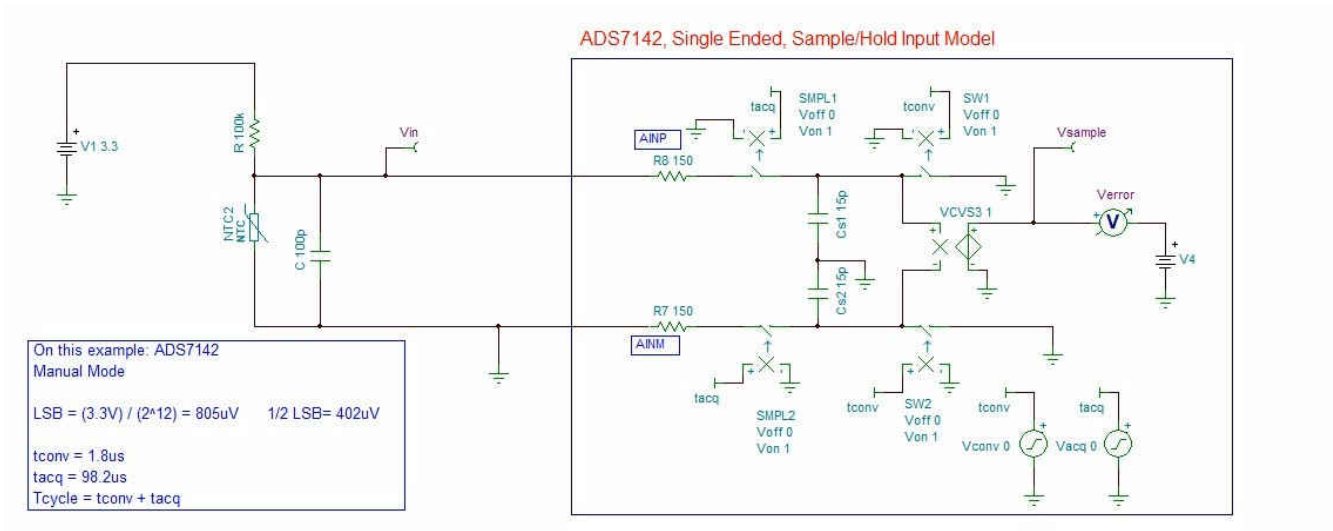 ADS7142, Single Ended, Sample/Hold Input Model
V1 3.3
R 100k
NTC2
NTC
C 100p
Vin
AINP
R8 150
tacq
SMPL1
Voff 0
Von 1
tconv
SW1
Voff 0
Von 1
Vsample
Verror
V
V4
VCVS3 1
Cs1 15p
Cs2 15p
R7 150
AINM
tacq
SMPL2
Voff 0
Von 1
tconv
SW2
Voff 0
Von 1
tconv
Vconv 0
tacq
Vacq 0
On this example: ADS7142
Manual Mode
LSB = (3.3V) / (2^12) = 805uV 1/2 LSB= 402uV
tconv = 1.8us
tacq = 98.2us
Tcycle = tconv + tacq